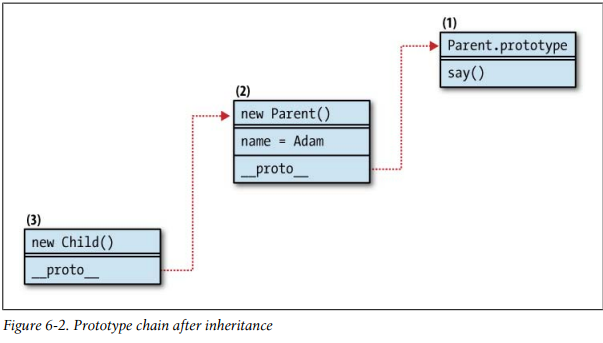 (1)
Parent.prototype
say()
(2)
new Parent()
name = Adam
__proto__
(3)
new Child()
__proto__
Figure 6-2. Prototype chain after inheritance